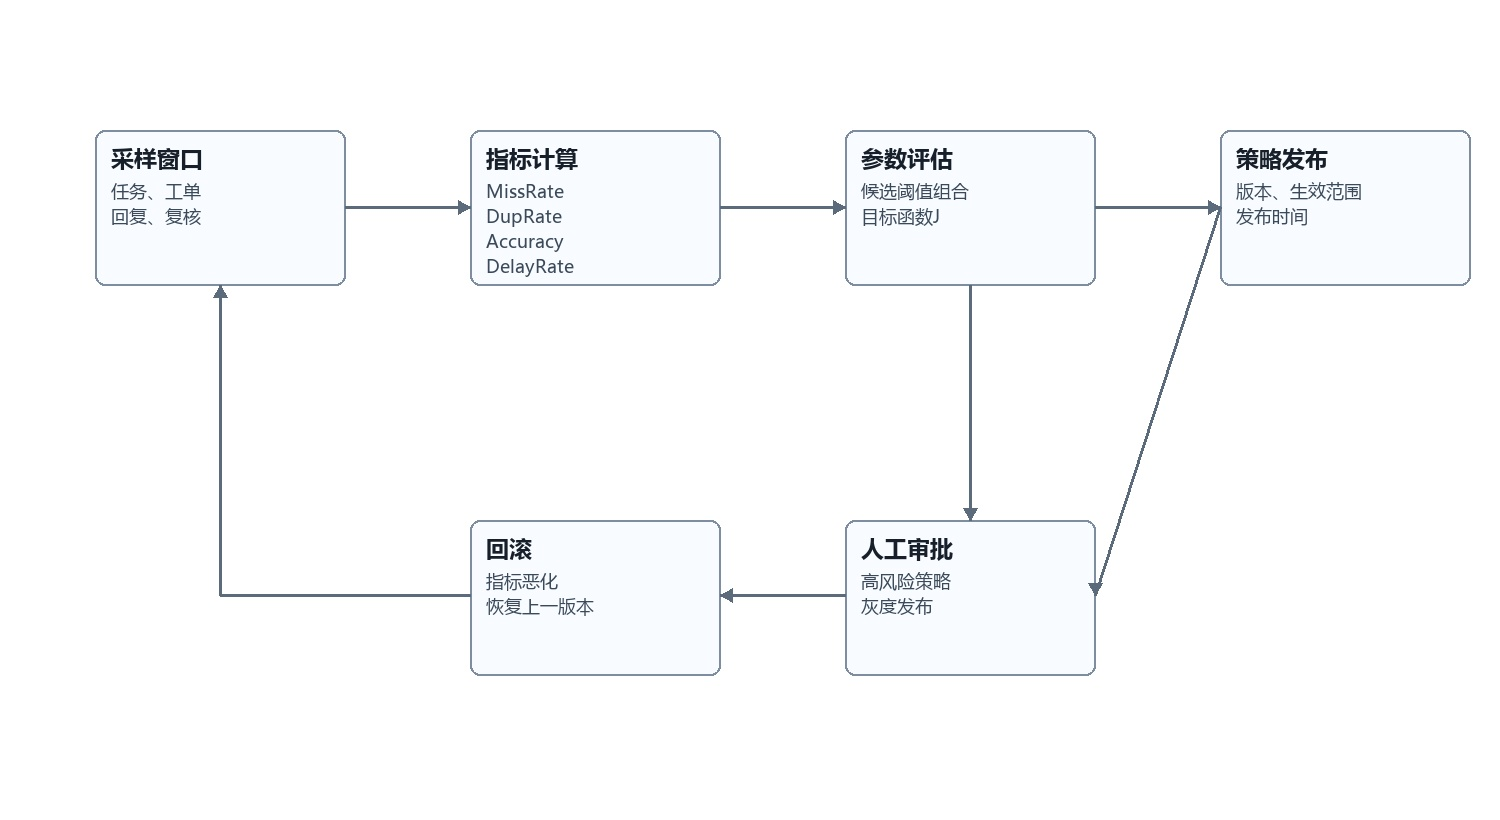 采样窗口
任务、工单
回复、复核
指标计算
MissRate
DupRate
Accuracy
DelayRate
参数评估
候选阈值组合
目标函数J
策略发布
版本、生效范围
发布时间
回滚
指标恶化
恢复上一版本
人工审批
高风险策略
灰度发布